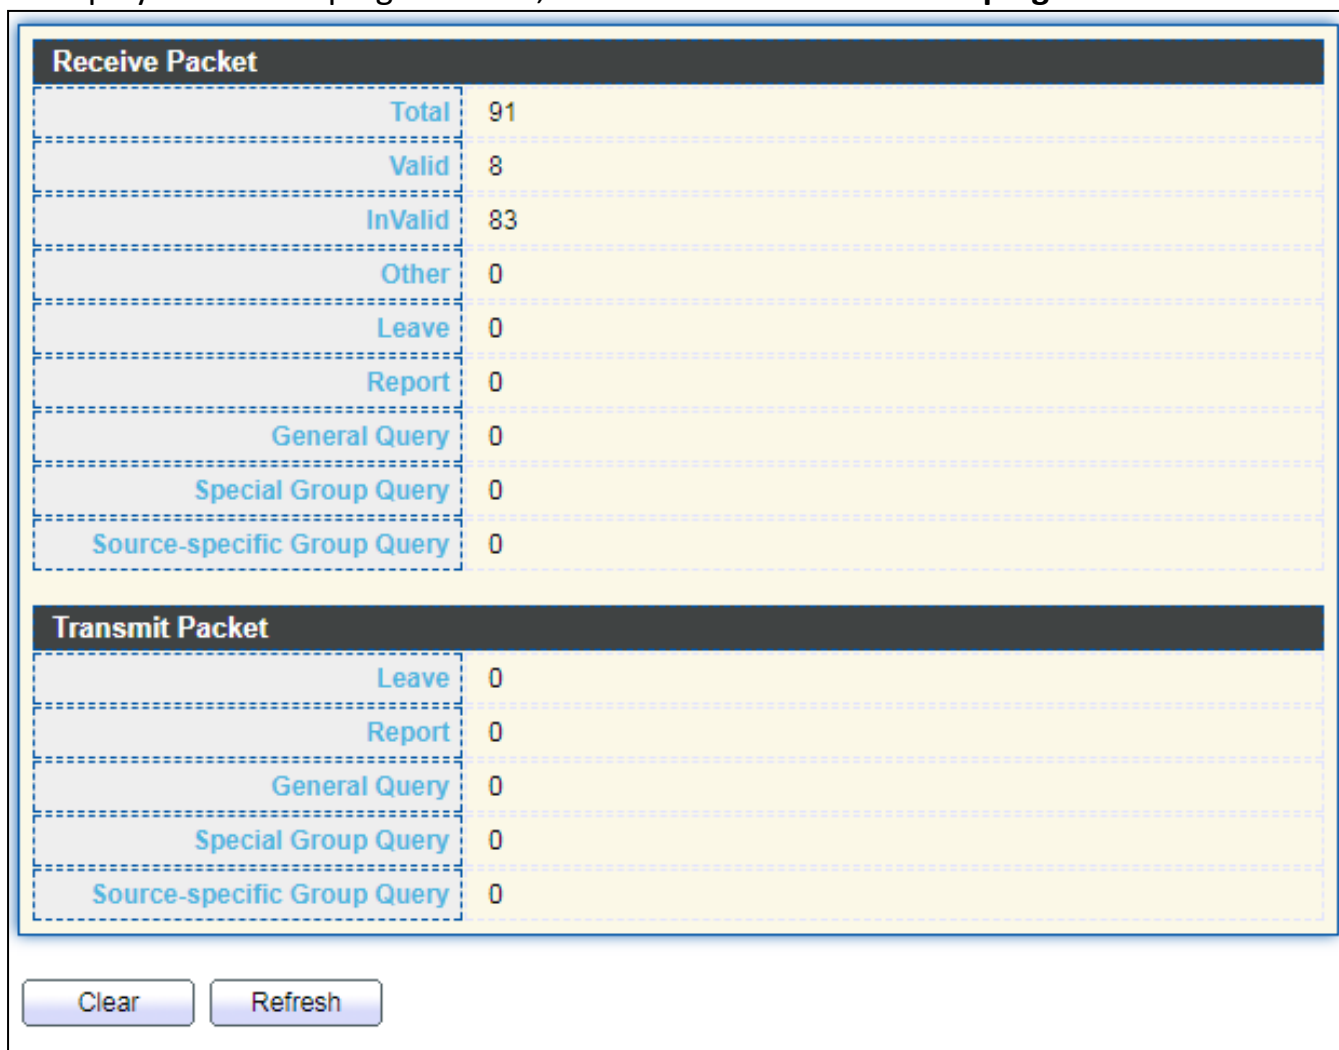 Receive Packet
Total 91
Valid 8
InValid 83
Other 0
Leave 0
Report 0
General Query 0
Special Group Query 0
Source-specific Group Query 0
Transmit Packet
Leave 0
Report 0
General Query 0
Special Group Query 0
Source-specific Group Query 0
Clear Refresh